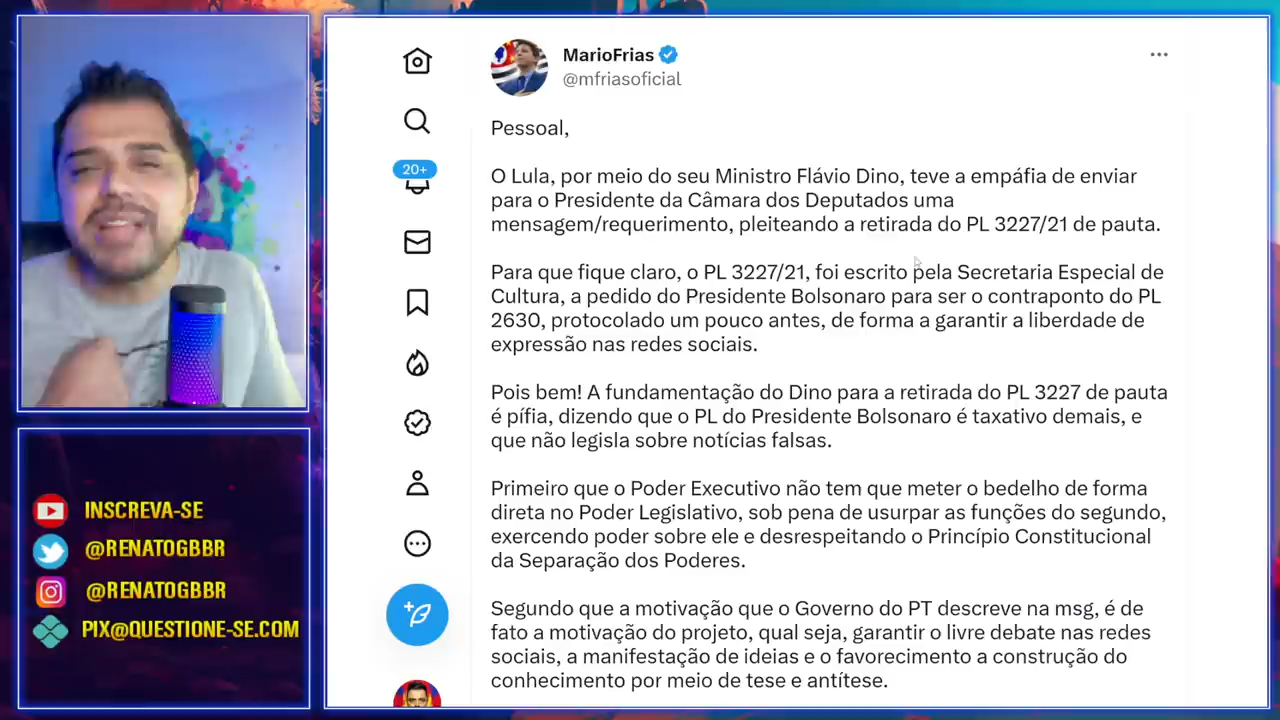 MarioFrias
@mfriasoficial
Pessoal,
O Lula, por meio do seu Ministro Flávio Dino, teve a empáfia de enviar
para o Presidente da Câmara dos Deputados uma
mensagem/requerimento, pleiteando a retirada do PL 3227/21 de pauta.
Para que fique claro, o PL 3227/21, foi escrito pela Secretaria Especial de
Cultura, a pedido do Presidente Bolsonaro para ser o contraponto do PL
2630, protocolado um pouco antes, de forma a garantir a liberdade de
expressão nas redes sociais.
Pois bem! A fundamentação do Dino para a retirada do PL 3227 de pauta
é pífia, dizendo que o PL do Presidente Bolsonaro é taxativo demais, e
que não legisla sobre notícias falsas.
Primeiro que o Poder Executivo não tem que meter o bedelho de forma
direta no Poder Legislativo, sob pena de usurpar as funções do segundo,
exercendo poder sobre ele e desrespeitando o Princípio Constitucional
da Separação dos Poderes.
Segundo que a motivação que o Governo do PT descreve na msg, é de
fato a motivação do projeto, qual seja, garantir o livre debate nas redes
sociais, a manifestação de ideias e o favorecimento a construção do
conhecimento por meio de tese e antítese.
20+
INSCREVA-SE
@RENATOGBBR
@RENATOGBBR
PIX@QUESTIONE-SE.COM